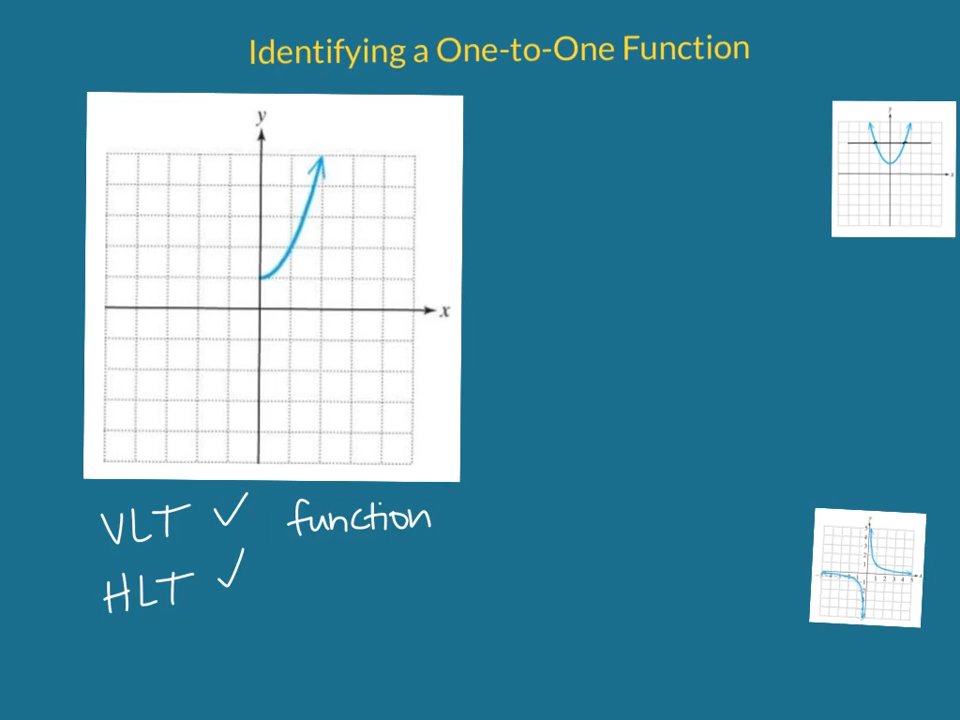 Identifying a One-to-One Function
y
x
VLT ✓ function
HLT ✓